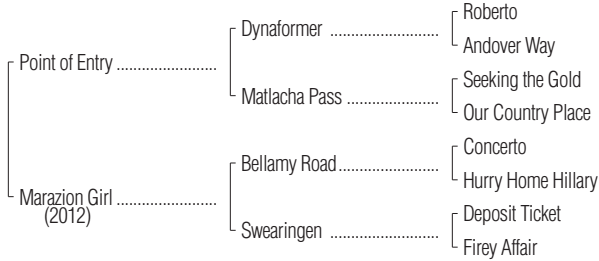 Roberto
Dynaformer ........................
Andover Way
Point of Entry ......................
Seeking the Gold
Matlacha Pass ....................
Our Country Place
Concerto
Bellamy Road......................
Hurry Home Hillary
Marazion Girl ......................
(2012)
Deposit Ticket
Swearingen ........................
Firey Affair